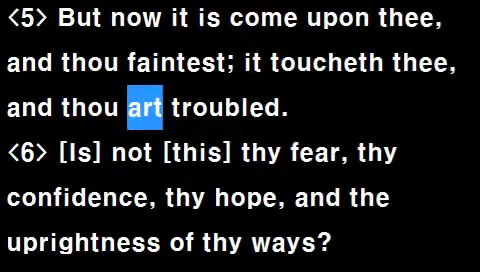 <5> But now it is come upon thee,
and thou faintest; it toucheth thee,
and thou art troubled.
<6> [Is] not [this] thy fear, thy
confidence, thy hope, and the
uprightness of thy ways?